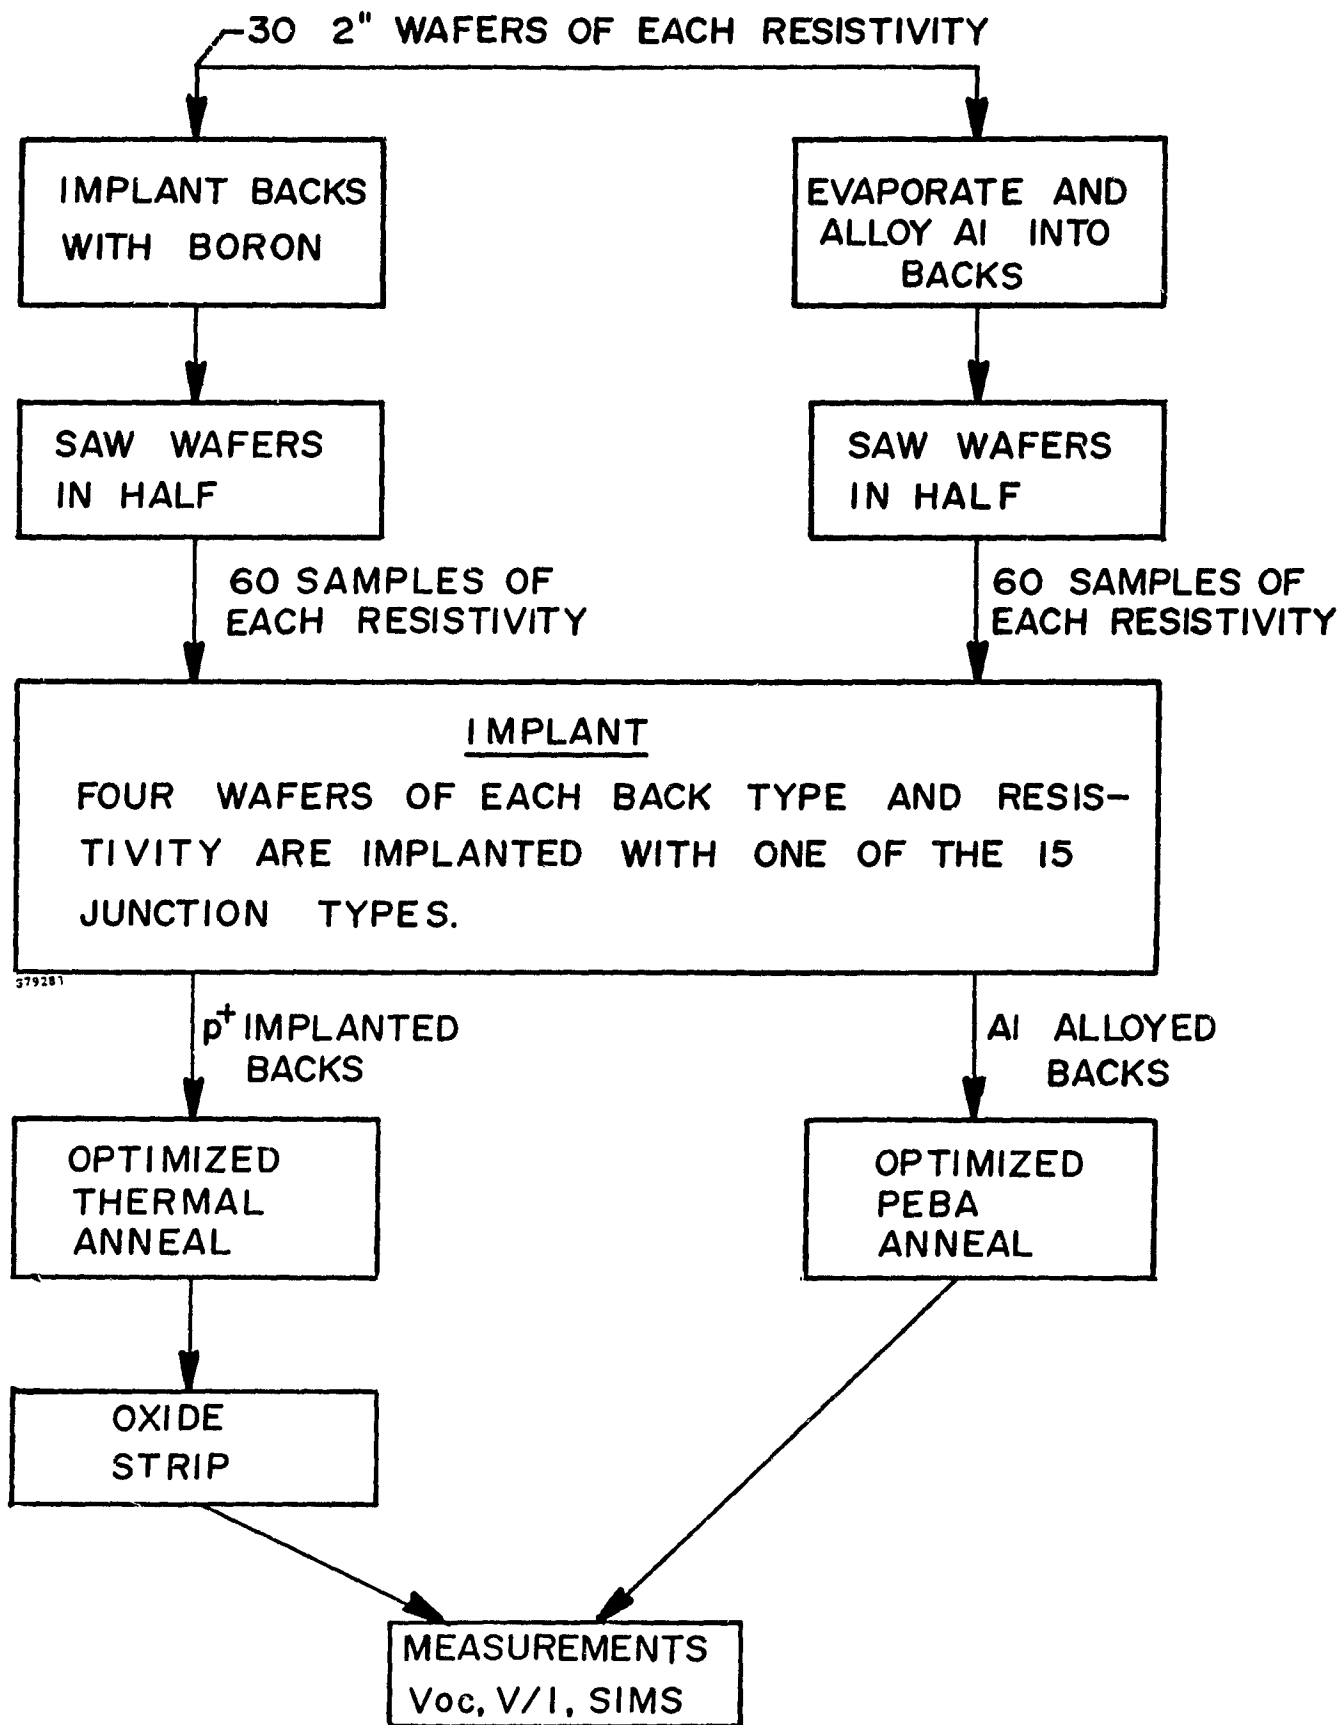 30 2" WAFERS OF EACH RESISTIVITY
IMPLANT BACKS
WITH BORON
EVAPORATE AND
ALLOY Al INTO
BACKS
SAW WAFERS
IN HALF
SAW WAFERS
IN HALF
60 SAMPLES OF
EACH RESISTIVITY
60 SAMPLES OF
EACH RESISTIVITY
IMPLANT
FOUR WAFERS OF EACH BACK TYPE AND RESIS-
TIVITY ARE IMPLANTED WITH ONE OF THE 15
JUNCTION TYPES.
379281
p+ IMPLANTED
BACKS
Al ALLOYED
BACKS
OPTIMIZED
THERMAL
ANNEAL
OPTIMIZED
PEBA
ANNEAL
OXIDE
STRIP
MEASUREMENTS
Voc, V/I, SIMS